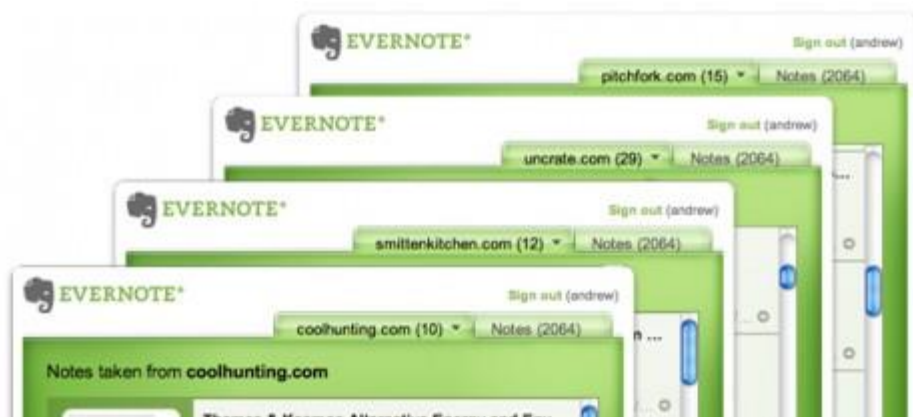 EVERNOTE*
Sign out (andrew)
pitchfork.com (15) Notes (2064)
EVERNOTE*
Sign out (andrew)
uncrate.com (29) Notes (2064)
EVERNOTE*
Sign out (andrew)
smittenkitchen.com (12) Notes (2064)
EVERNOTE*
Sign out (andrew)
coolhunting.com (10) Notes (2064)
Notes taken from coolhunting.com